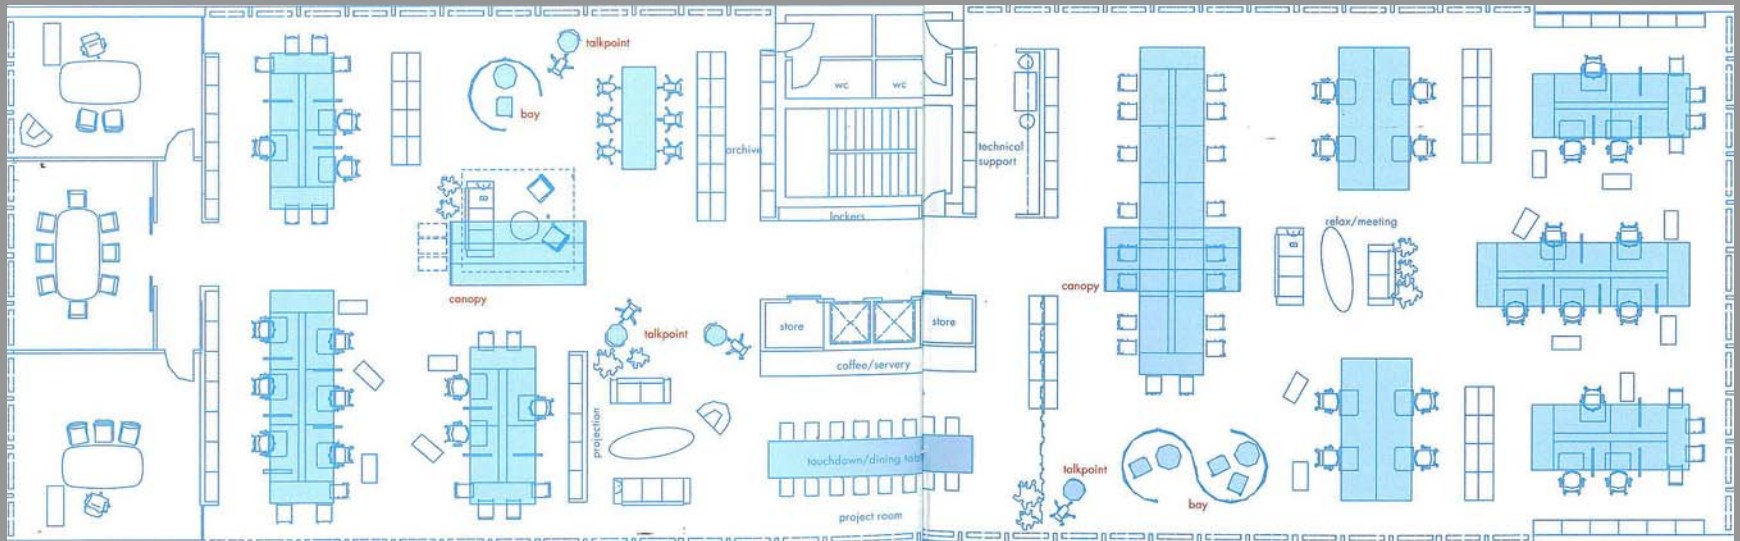 talkpoint
bay
wc
wc
archive
technical
support
lockers
relax/meeting
canopy
canopy
talkpoint
store
store
coffee/servery
projection
touchdown/dining table
talkpoint
bay
project room